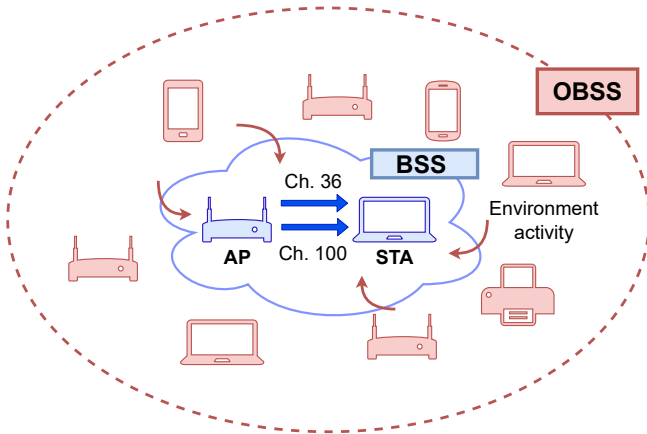 OBSS
BSS
Ch. 36
Environment
activity
Ch. 100
AP
STA